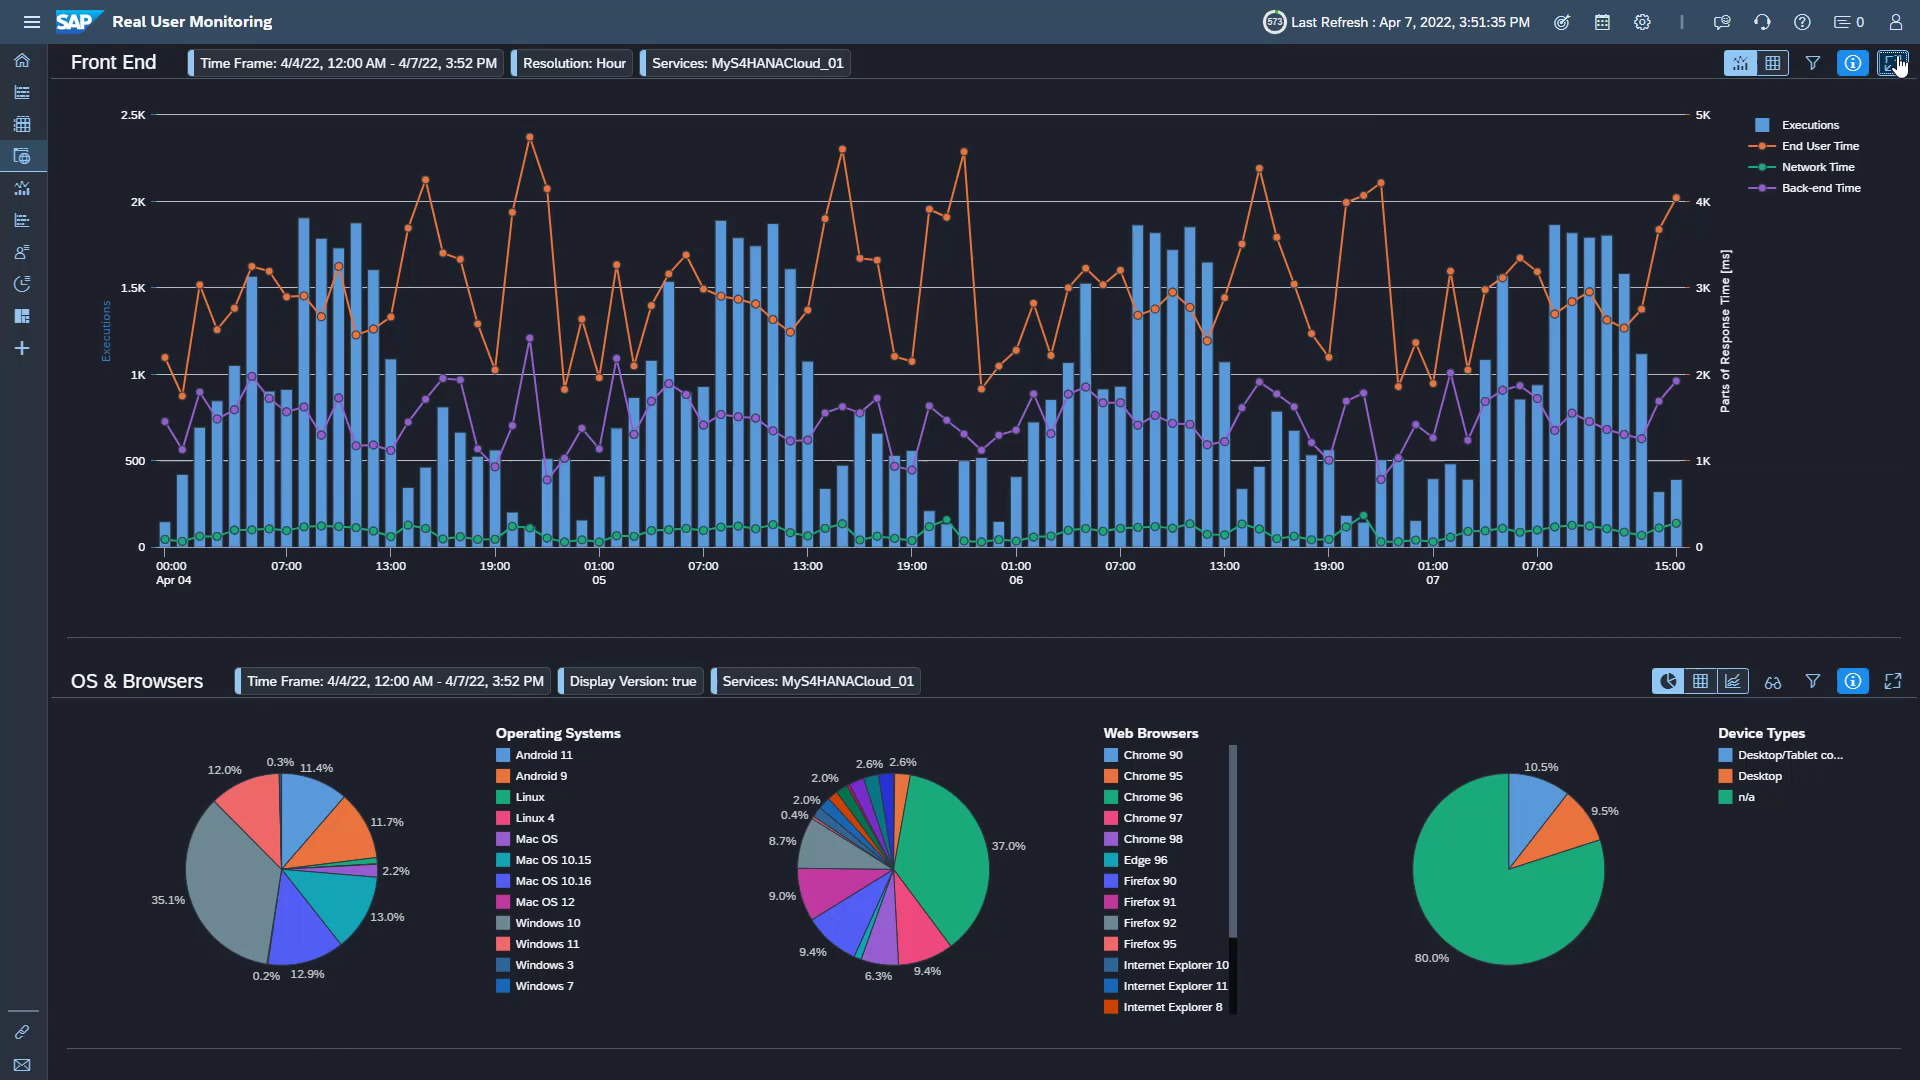 SAP Real User Monitoring
573 Last Refresh : Apr 7, 2022, 3:51:35 PM
0
Front End
Time Frame: 4/4/22, 12:00 AM - 4/7/22, 3:52 PM
Resolution: Hour
Services: MyS4HANACloud_01
2.5K
2K
1.5K
1K
500
0
Executions
5K
4K
3K
2K
1K
0
Parts of Response Time [ms]
Executions
End User Time
Network Time
Back-end Time
00:00 07:00 13:00 19:00 01:00 07:00 13:00 19:00 01:00 07:00 13:00 19:00 01:00 07:00 15:00
Apr 04 05 06 07
OS & Browsers
Time Frame: 4/4/22, 12:00 AM - 4/7/22, 3:52 PM
Display Version: true
Services: MyS4HANACloud_01
0.3%
11.4%
12.0%
11.7%
2.2%
35.1%
13.0%
0.2%
12.9%
Operating Systems
Android 11
Android 9
Linux
Linux 4
Mac OS
Mac OS 10.15
Mac OS 10.16
Mac OS 12
Windows 10
Windows 11
Windows 3
Windows 7
2.6%
2.6%
2.0%
2.0%
0.4%
8.7%
37.0%
9.0%
9.4%
6.3%
9.4%
Web Browsers
Chrome 90
Chrome 95
Chrome 96
Chrome 97
Chrome 98
Edge 96
Firefox 90
Firefox 91
Firefox 92
Firefox 95
Internet Explorer 10
Internet Explorer 11
Internet Explorer 8
10.5%
9.5%
80.0%
Device Types
Desktop/Tablet co...
Desktop
n/a